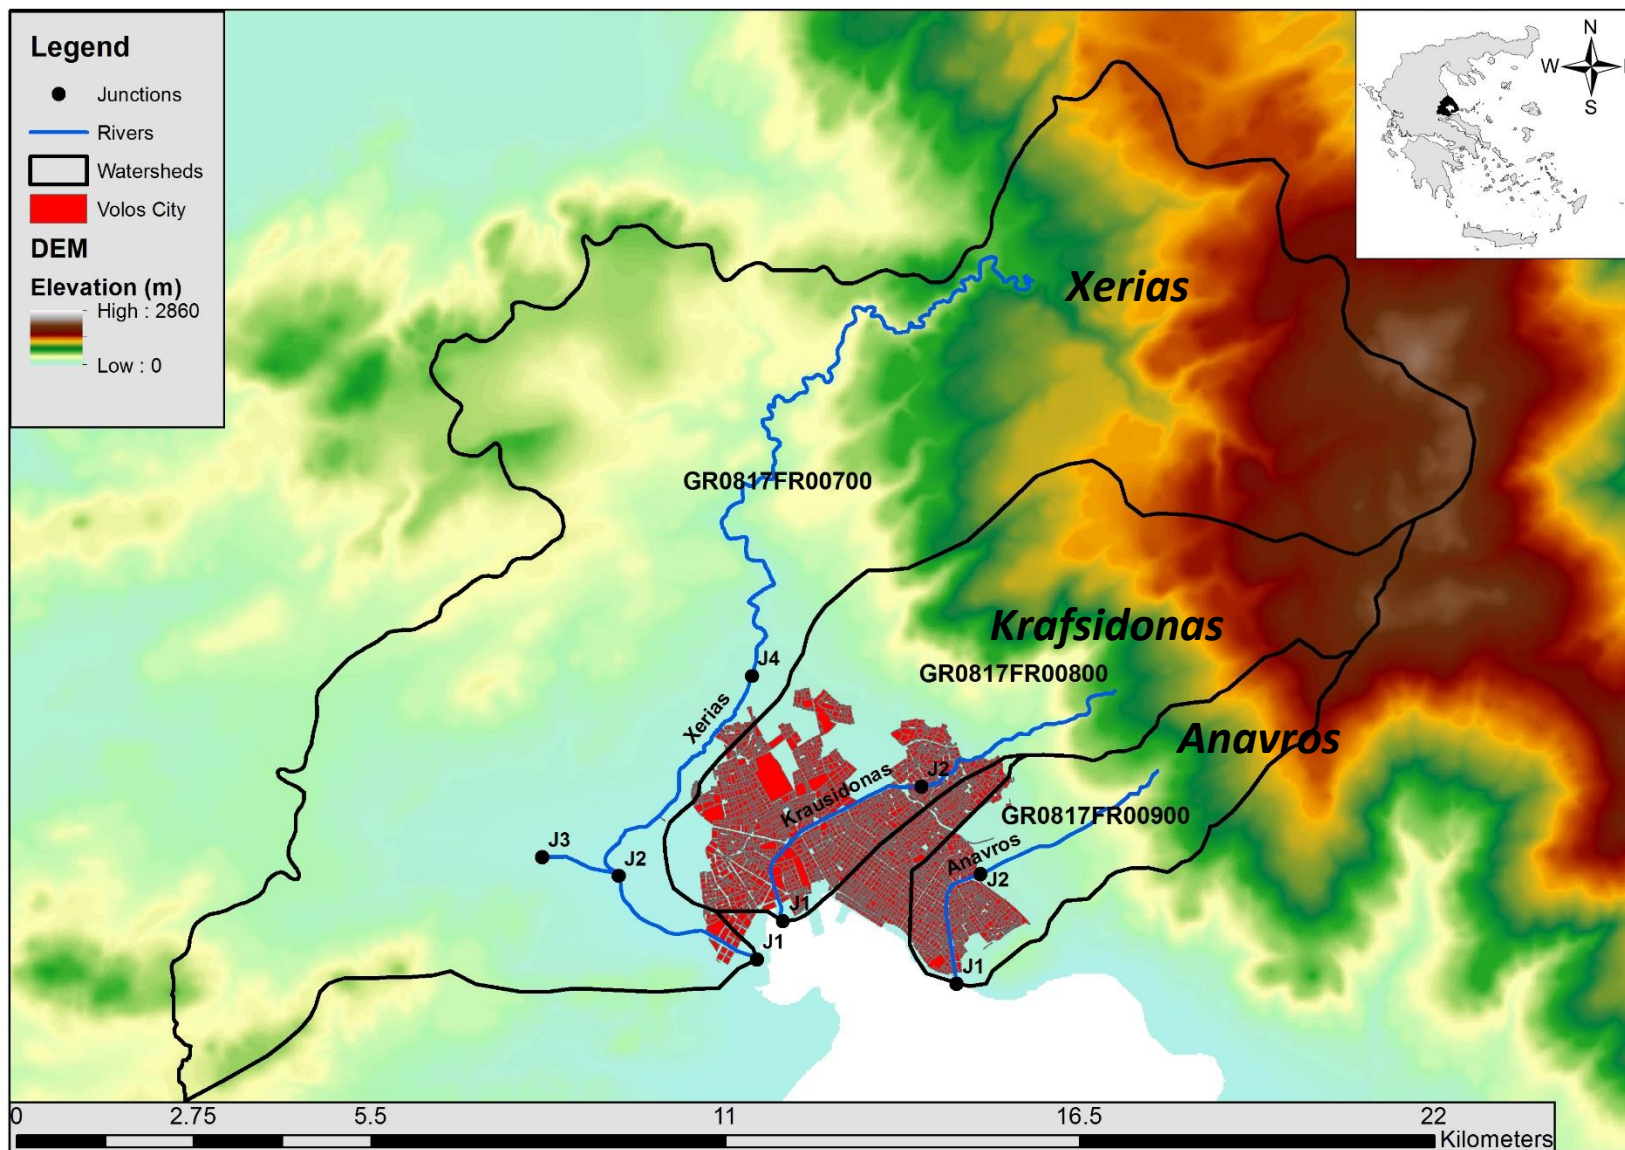 Legend
Junctions
Rivers
Watersheds
Volos City
DEM
Elevation (m)
High : 2860
Low : 0
N
W
S
Xerias
GR0817FR00700
Krafsidonas
GR0817FR00800
J4
Xerias
Anavros
J2
Krausidonas
GR0817FR00900
Anavros
J3
J2
J2
J1
J1
J1
0 2.75 5.5 11 16.5 22
Kilometers